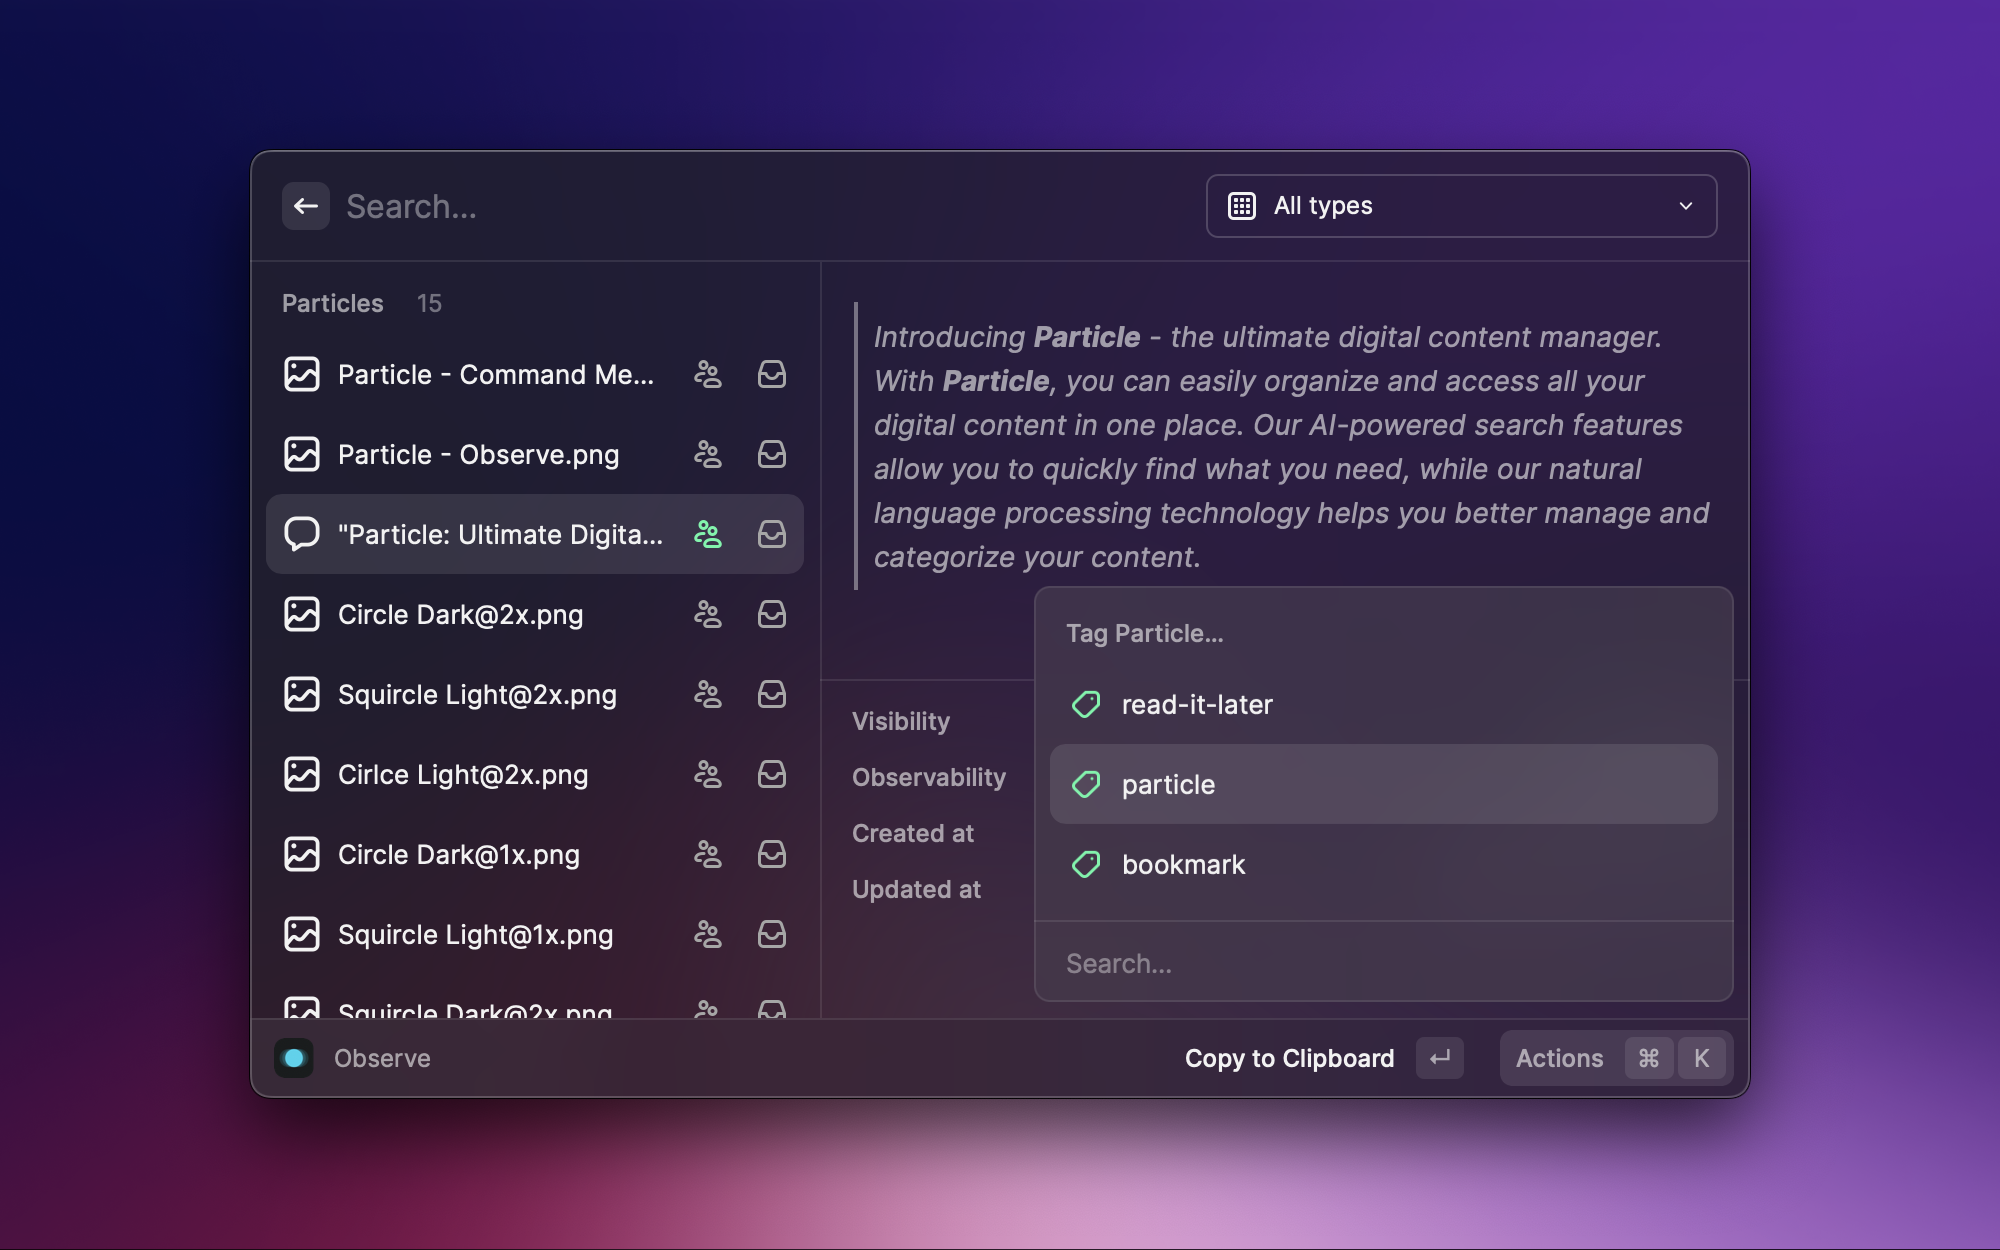 Search...
All types
Particles 15
Particle - Command Me...
Particle - Observe.png
"Particle: Ultimate Digita...
Circle Dark@2x.png
Squircle Light@2x.png
Cirlce Light@2x.png
Circle Dark@1x.png
Squircle Light@1x.png
Squircle Dark@2x.png
Introducing Particle - the ultimate digital content manager.
With Particle, you can easily organize and access all your
digital content in one place. Our AI-powered search features
allow you to quickly find what you need, while our natural
language processing technology helps you better manage and
categorize your content.
Visibility
Observability
Created at
Updated at
Tag Particle...
read-it-later
particle
bookmark
Search...
Observe
Copy to Clipboard
Actions ⌘ K